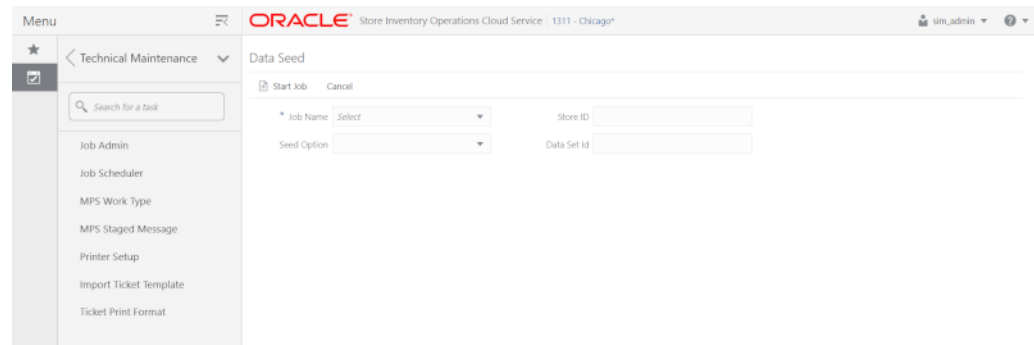 Menu
ORACLE® Store Inventory Operations Cloud Service 1311 - Chicago*
sim_admin
Technical Maintenance
Search for a task
Job Admin
Job Scheduler
MPS Work Type
MPS Staged Message
Printer Setup
Import Ticket Template
Ticket Print Format
Data Seed
Start Job Cancel
* Job Name Select Store ID
Seed Option Data Set Id